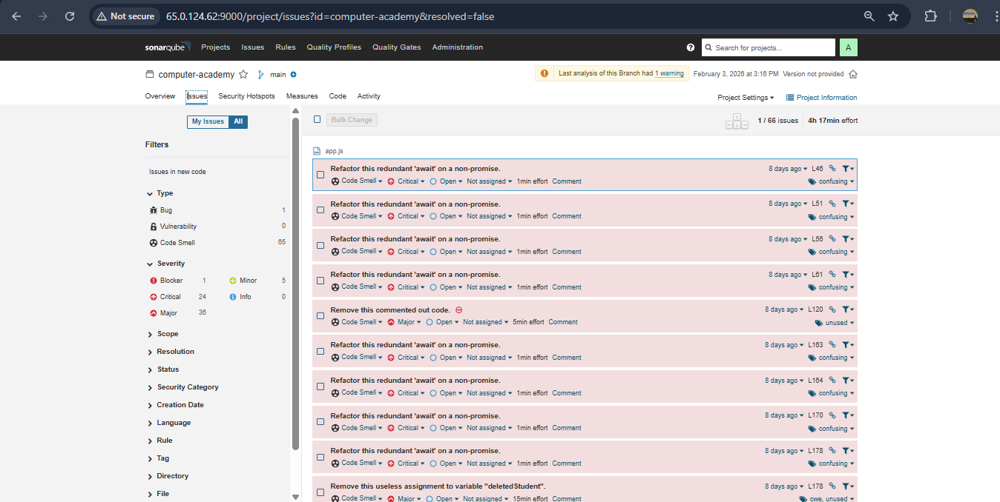 Not secure 65.0.124.62:9000/project/issues?id=computer-academy&resolved=false
sonarqube Projects Issues Rules Quality Profiles Quality Gates Administration ? Search for projects... A
computer-academy main Last analysis of this Branch had 1 warning February 3, 2026 at 3:16 PM Version not provided
Overview Issues Security Hotspots Measures Code Activity Project Settings Project Information
My Issues All Bulk Change 1 / 66 issues 4h 17min effort
Filters
Issues in new code
Type
Bug 1
Vulnerability 0
Code Smell 65
Severity
Blocker 1 Minor 5
Critical 24 Info 0
Major 36
Scope
Resolution
Status
Security Category
Creation Date
Language
Rule
Tag
Directory
File
app.js
Refactor this redundant 'await' on a non-promise. 8 days ago L46
Code Smell Critical Open Not assigned 1min effort Comment confusing
Refactor this redundant 'await' on a non-promise. 8 days ago L51
Code Smell Critical Open Not assigned 1min effort Comment confusing
Refactor this redundant 'await' on a non-promise. 8 days ago L56
Code Smell Critical Open Not assigned 1min effort Comment confusing
Refactor this redundant 'await' on a non-promise. 8 days ago L61
Code Smell Critical Open Not assigned 1min effort Comment confusing
Remove this commented out code. 8 days ago L120
Code Smell Major Open Not assigned 5min effort Comment unused
Refactor this redundant 'await' on a non-promise. 8 days ago L163
Code Smell Critical Open Not assigned 1min effort Comment confusing
Refactor this redundant 'await' on a non-promise. 8 days ago L164
Code Smell Critical Open Not assigned 1min effort Comment confusing
Refactor this redundant 'await' on a non-promise. 8 days ago L170
Code Smell Critical Open Not assigned 1min effort Comment confusing
Refactor this redundant 'await' on a non-promise. 8 days ago L178
Code Smell Critical Open Not assigned 1min effort Comment confusing
Remove this useless assignment to variable "deletedStudent". 8 days ago L178
Code Smell Major Open Not assigned 15min effort Comment cwe, unused